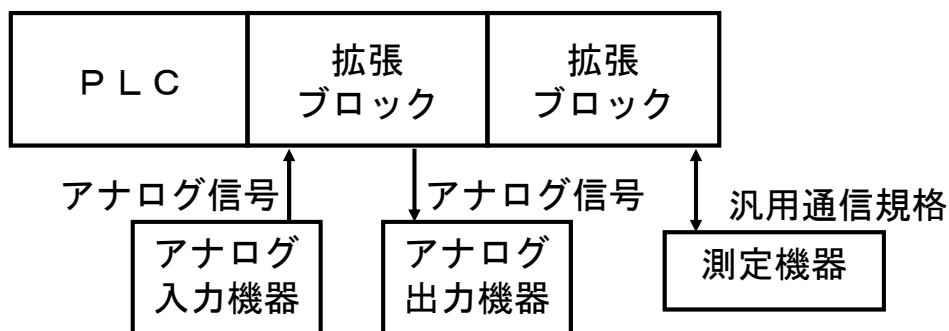 ＰＬＣ
拡張
ブロック
拡張
ブロック
アナログ信号
アナログ信号
汎用通信規格
アナログ
入力機器
アナログ
出力機器
測定機器